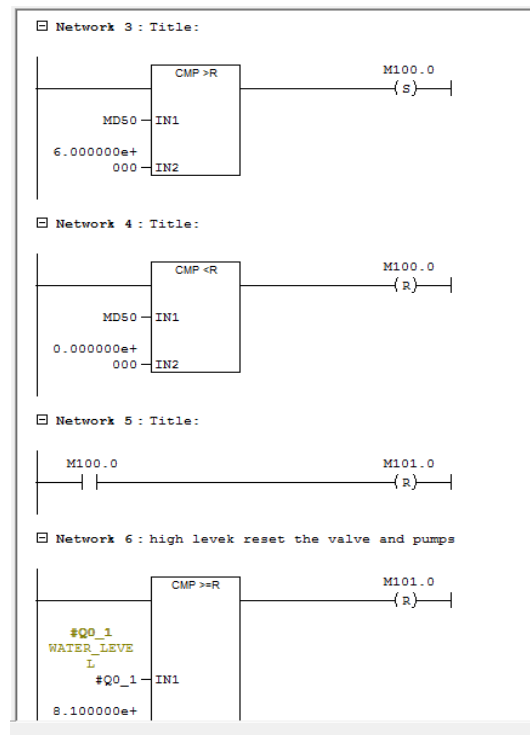 Network 3 : Title:
CMP >R
M100.0
( S )
MD50
IN1
6.000000e+
000
IN2
Network 4 : Title:
CMP <R
M100.0
( R )
MD50
IN1
0.000000e+
000
IN2
Network 5 : Title:
M100.0
M101.0
( R )
Network 6 : high levek reset the valve and pumps
CMP >=R
M101.0
( R )
#Q0_1
WATER_LEVE
L
#Q0_1
IN1
8.100000e+